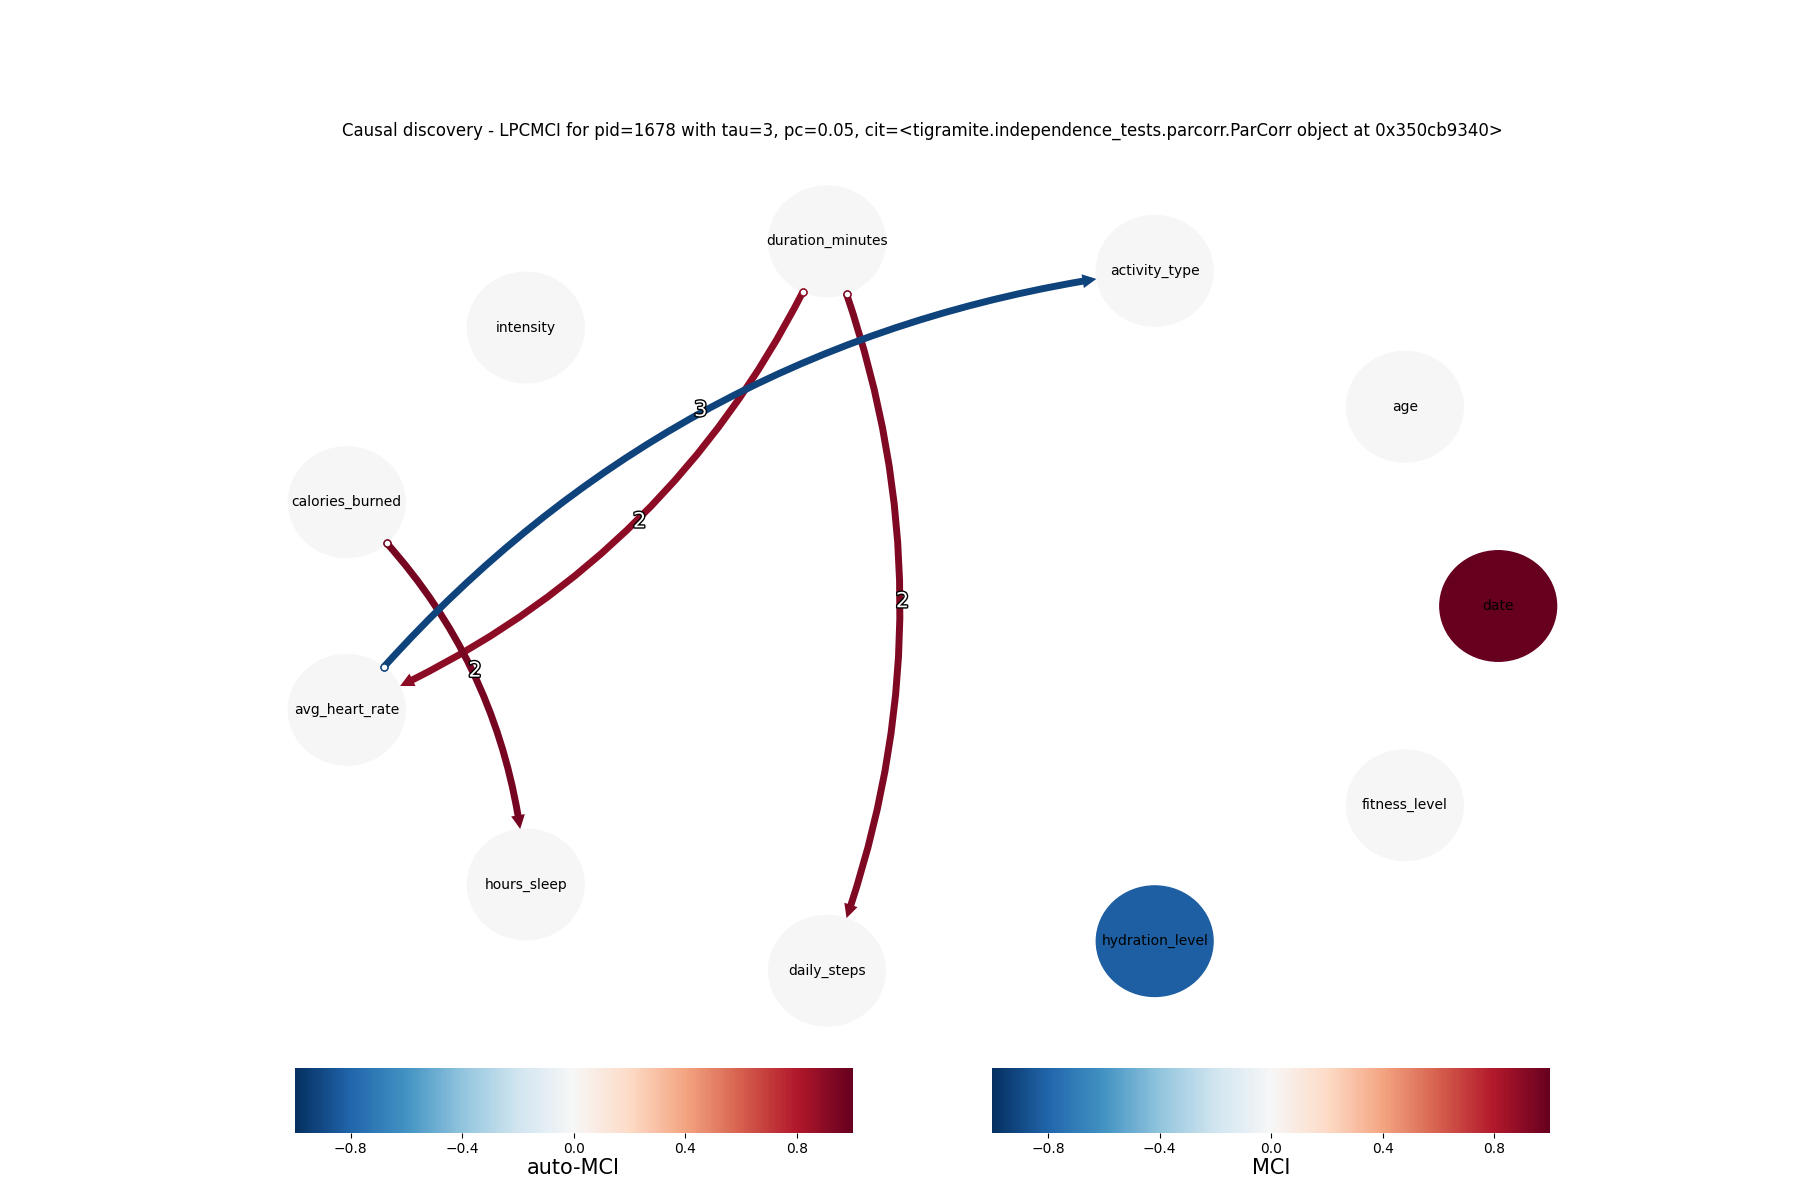 Causal discovery - LPCMCI for pid=1678 with tau=3, pc=0.05, cit=<tigramite.independence_tests.parcorr.ParCorr object at 0x350cb9340>
duration_minutes
activity_type
intensity
age
3
calories_burned
2
2
date
2
avg_heart_rate
fitness_level
hours_sleep
hydration_level
daily_steps
−0.8 −0.4 0.0 0.4 0.8
auto-MCI
−0.8 −0.4 0.0 0.4 0.8
MCI